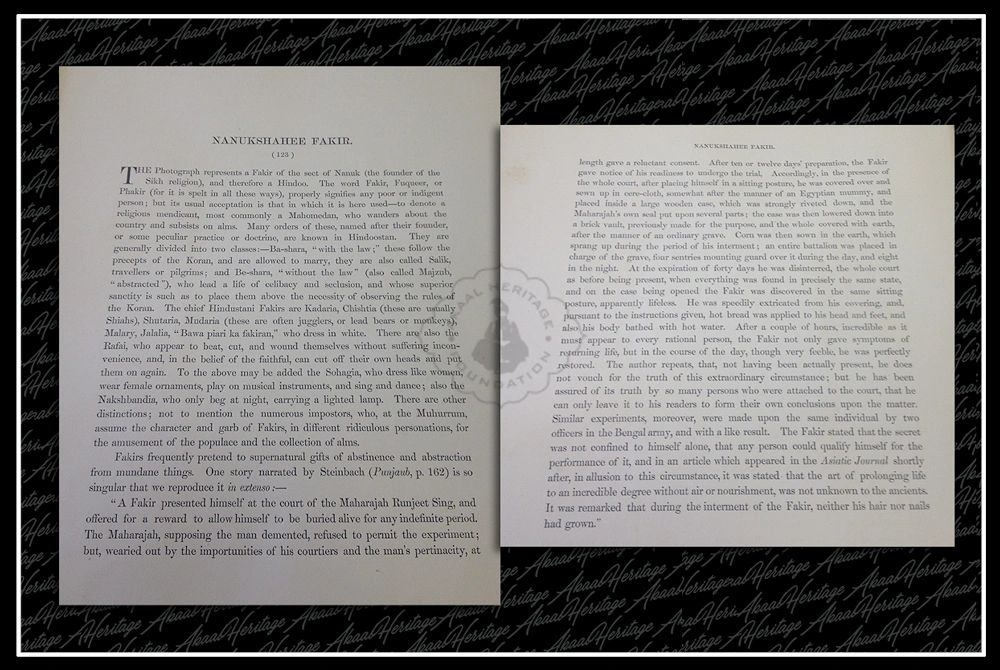 NANUKSHAHEE FAKIR.
(123)
THE Photograph represents a Fakir of the sect of Nanuk (the founder of
Sikh religion), and therefore a Hindoo. The word Fakir, Fuqueer, or
Phakir (for it is spelt in all these ways), properly signifies any poor or indigent
person; but its usual acceptation is that in which it is here used—to denote a
religious mendicant, most commonly a Mahomedan, who wanders about the
country and subsists on alms. Many orders of these, named after their founder,
or some peculiar practice or doctrine, are known in Hindoostan. They are
generally divided into two classes:—Ba-shara, "with the law;" these follow the
precepts of the Koran, and are allowed to marry, they are also called Salik,
travellers or pilgrims; and Be-shara, "without the law" (also called Majzub,
"abstracted"), who lead a life of celibacy and seclusion, and whose superior
sanctity is such as to place them above the necessity of observing the rules of
the Koran. The chief Hindustani Fakirs are Kadaria, Chishtia (these are usually
Shiahs), Shutaria, Mudaria (these are often jugglers, or lead bears or monkeys),
Malary, Jalalia, "Bawa piari ka fakiran," who dress in white. There are also the
Rafai, who appear to beat, cut, and wound themselves without suffering incon-
venience, and, in the belief of the faithful, can cut off their own heads and put
them on again. To the above may be added the Sohagia, who dress like women,
wear female ornaments, play on musical instruments, and sing and dance; also the
Nakshbandia, who only beg at night, carrying a lighted lamp. There are other
distinctions; not to mention the numerous impostors, who, at the Muhurrum,
assume the character and garb of Fakirs, in different ridiculous personations, for
the amusement of the populace and the collection of alms.
Fakirs frequently pretend to supernatural gifts of abstinence and abstraction
from mundane things. One story narrated by Steinbach (Punjaub, p. 162) is so
singular that we reproduce it in extenso:—
"A Fakir presented himself at the court of the Maharajah Runjeet Sing, and
offered for a reward to allow himself to be buried alive for any indefinite period.
The Maharajah, supposing the man demented, refused to permit the experiment;
but, wearied out by the importunities of his courtiers and the man's pertinacity, at
NANUKSHAHEE FAKIR.
length gave a reluctant consent. After ten or twelve days' preparation, the Fakir
gave notice of his readiness to undergo the trial, Accordingly, in the presence of
the whole court, after placing himself in a sitting posture, he was covered over and
sewn up in cere-cloth, somewhat after the manner of an Egyptian mummy, and
placed inside a large wooden case, which was strongly riveted down, and the
Maharajah's own seal put upon several parts; the case was then lowered down into
a brick vault, previously made for the purpose, and the whole covered with earth,
after the manner of an ordinary grave. Corn was then sown in the earth, which
sprang up during the period of his interment; an entire battalion was placed in
charge of the grave, four sentries mounting guard over it during the day, and eight
in the night. At the expiration of forty days he was disinterred, the whole court
as before being present, when everything was found in precisely the same state,
and on the case being opened the Fakir was discovered in the same sitting
posture, apparently lifeless. He was speedily extricated from his covering, and,
pursuant to the instructions given, hot bread was applied to his head and feet, and
also his body bathed with hot water. After a couple of hours, incredible as it
must appear to every rational person, the Fakir not only gave symptoms of
returning life, but in the course of the day, though very feeble, he was perfectly
restored. The author repeats, that, not having been actually present, he does
not vouch for the truth of this extraordinary circumstance; but he has been
assured of its truth by so many persons who were attached to the court, that he
can only leave it to his readers to form their own conclusions upon the matter.
Similar experiments, moreover, were made upon the same individual by two
officers in the Bengal army, and with a like result. The Fakir stated that the secret
was not confined to himself alone, that any person could qualify himself for the
performance of it, and in an article which appeared in the Asiatic Journal shortly
after, in allusion to this circumstance, it was stated that the art of prolonging life
to an incredible degree without air or nourishment, was not unknown to the ancients.
It was remarked that during the interment of the Fakir, neither his hair nor nails
had grown."